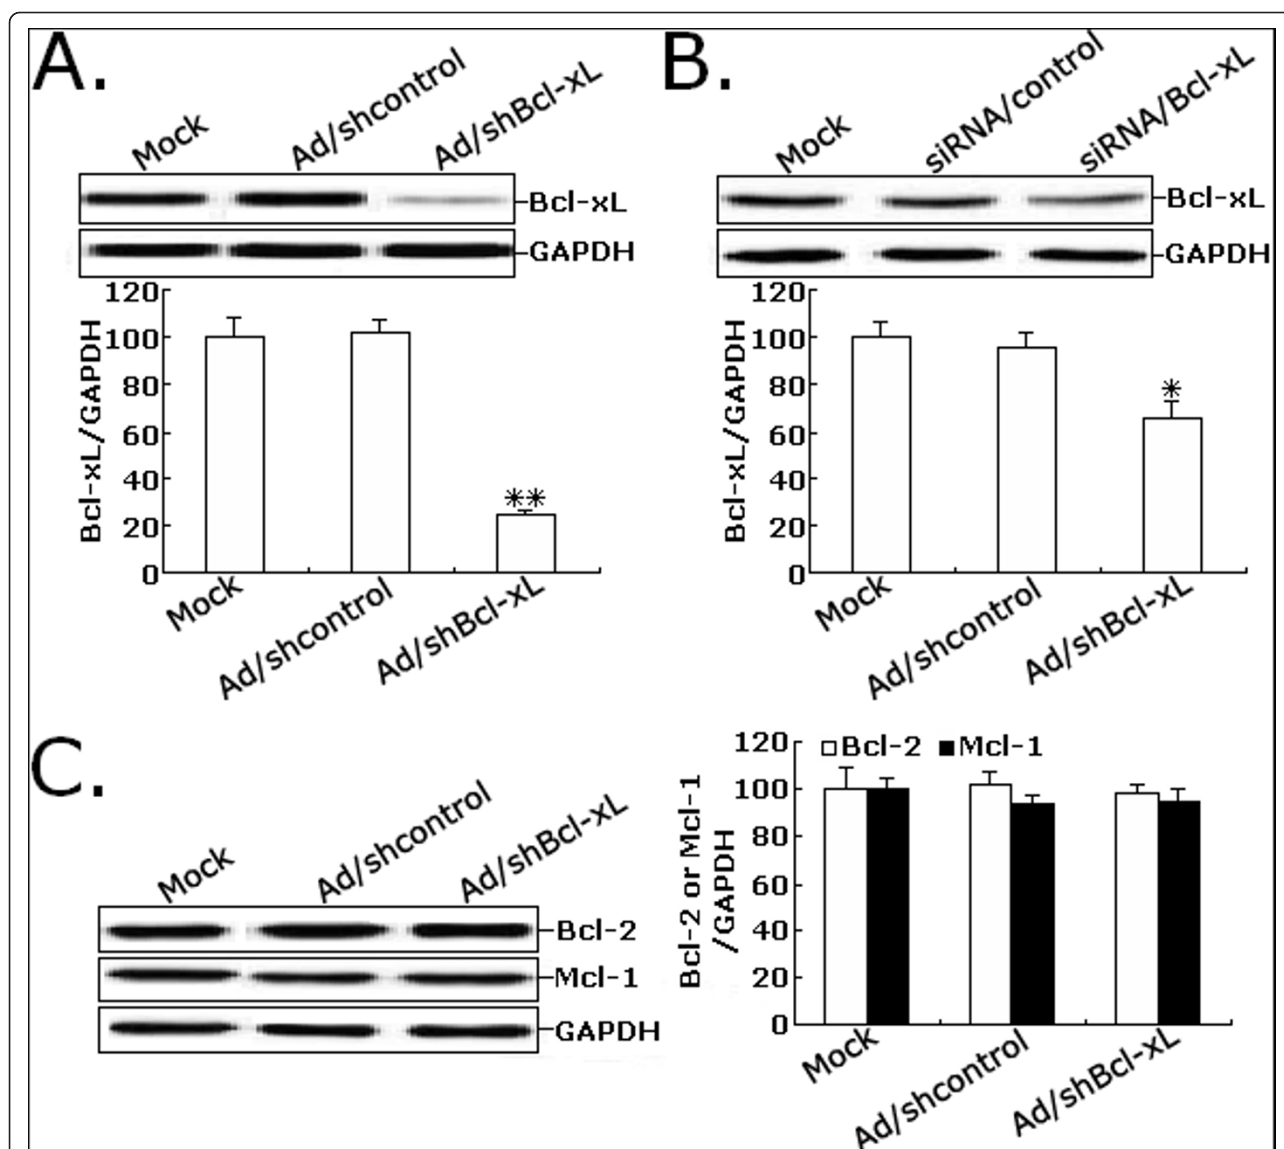 A.
Mock Ad/shcontrol Ad/shBcl-xL
Bcl-xL
GAPDH
Bcl-xL/GAPDH
120
100
80
60
40
20
0
**
Mock Ad/shcontrol Ad/shBcl-xL
B.
Mock siRNA/control siRNA/Bcl-xL
Bcl-xL
GAPDH
Bcl-xL/GAPDH
120
100
80
60
40
20
0
*
Mock Ad/shcontrol Ad/shBcl-xL
C.
Mock Ad/shcontrol Ad/shBcl-xL
Bcl-2
Mcl-1
GAPDH
Bcl-2 or Mcl-1
/GAPDH
Bcl-2 Mcl-1
120
100
80
60
40
20
0
Mock Ad/shcontrol Ad/shBcl-xL